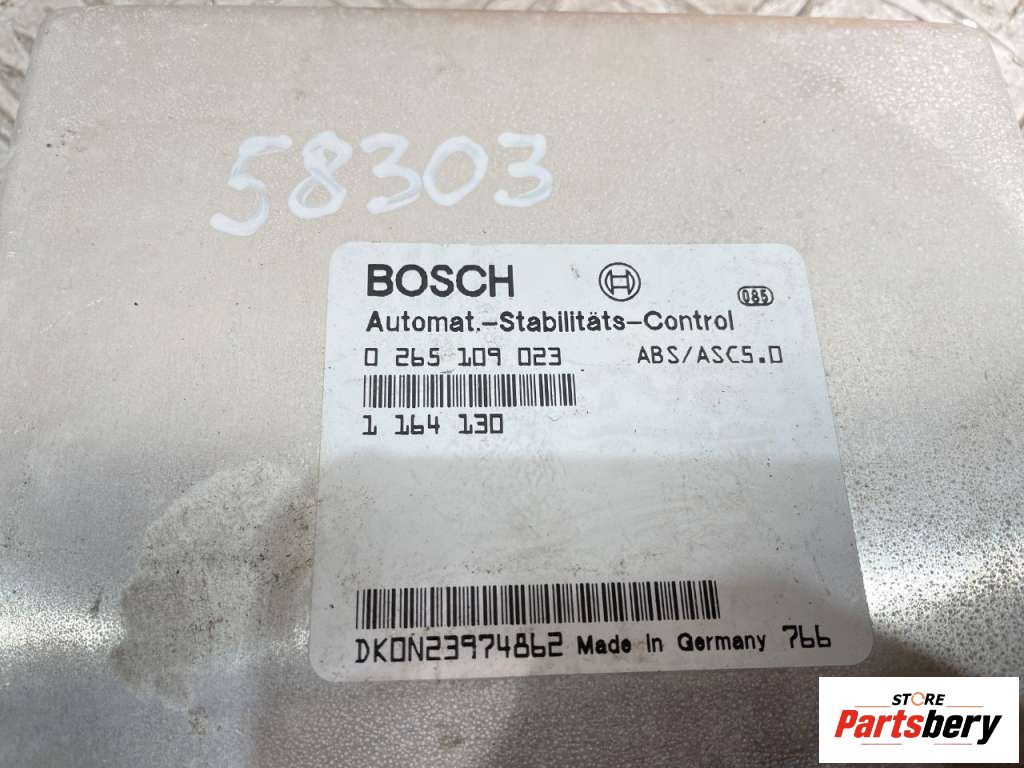 58303
BOSCH
085
Automat.-Stabilitäts-Control
0 265 109 023 ABS/ASC5.0
1 164 130
DK0N23974862 Made in Germany 766
STORE
Partsbery